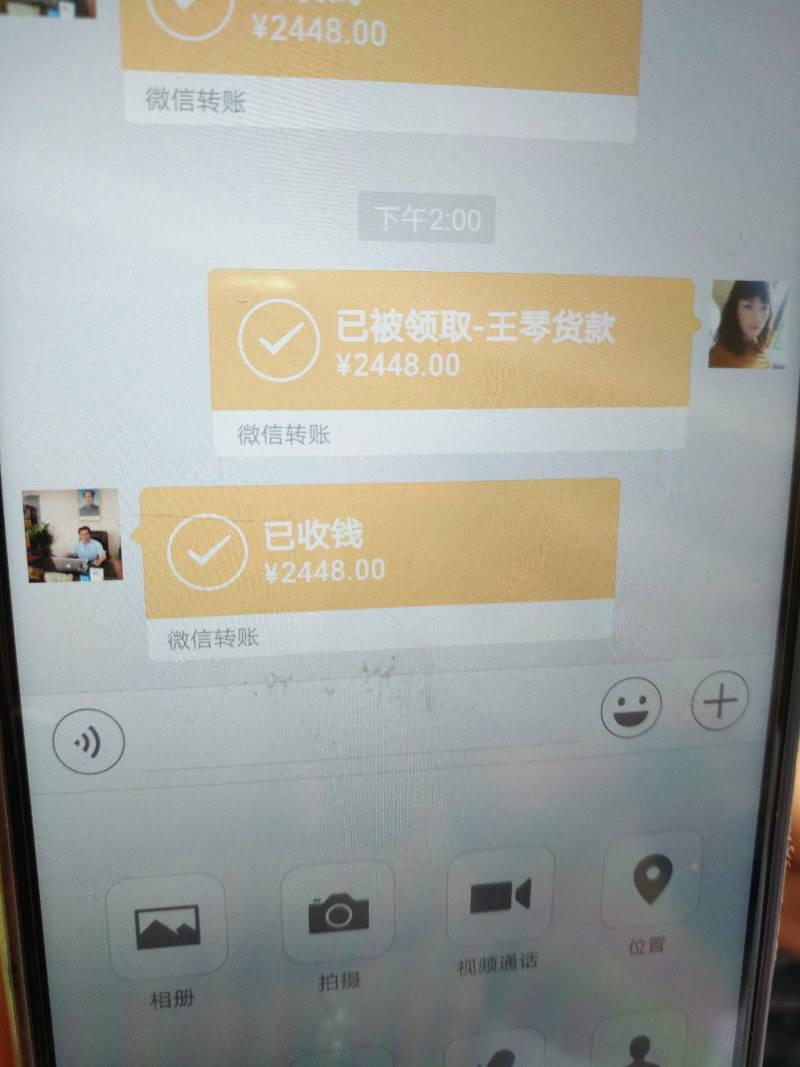 ¥2448.00
微信转账
下午2:00
已被领取-王琴货款
¥2448.00
微信转账
已收钱
¥2448.00
微信转账
相册
拍摄
视频通话
位置